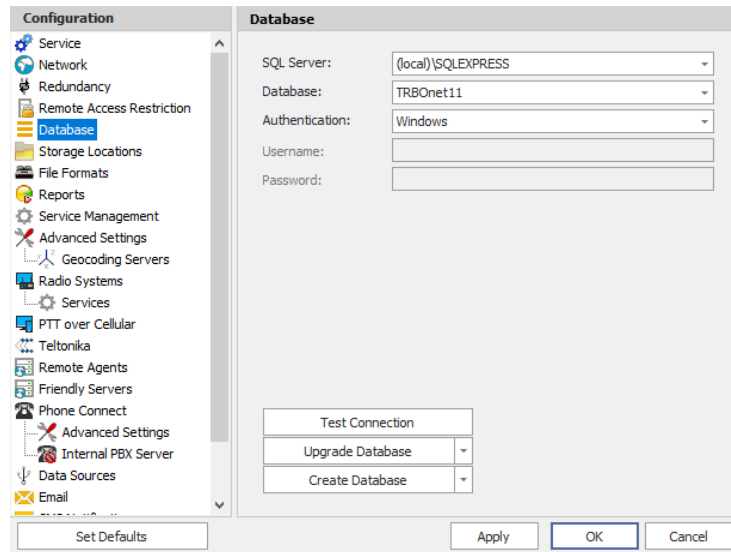 Configuration
Service
Network
Redundancy
Remote Access Restriction
Database
Storage Locations
File Formats
Reports
Service Management
Advanced Settings
Geocoding Servers
Radio Systems
Services
PTT over Cellular
Teltonika
Remote Agents
Friendly Servers
Phone Connect
Advanced Settings
Internal PBX Server
Data Sources
Email
Set Defaults
Database
SQL Server: (local)\SQLEXPRESS
Database: TRBOnet11
Authentication: Windows
Username:
Password:
Test Connection
Upgrade Database
Create Database
Apply OK Cancel